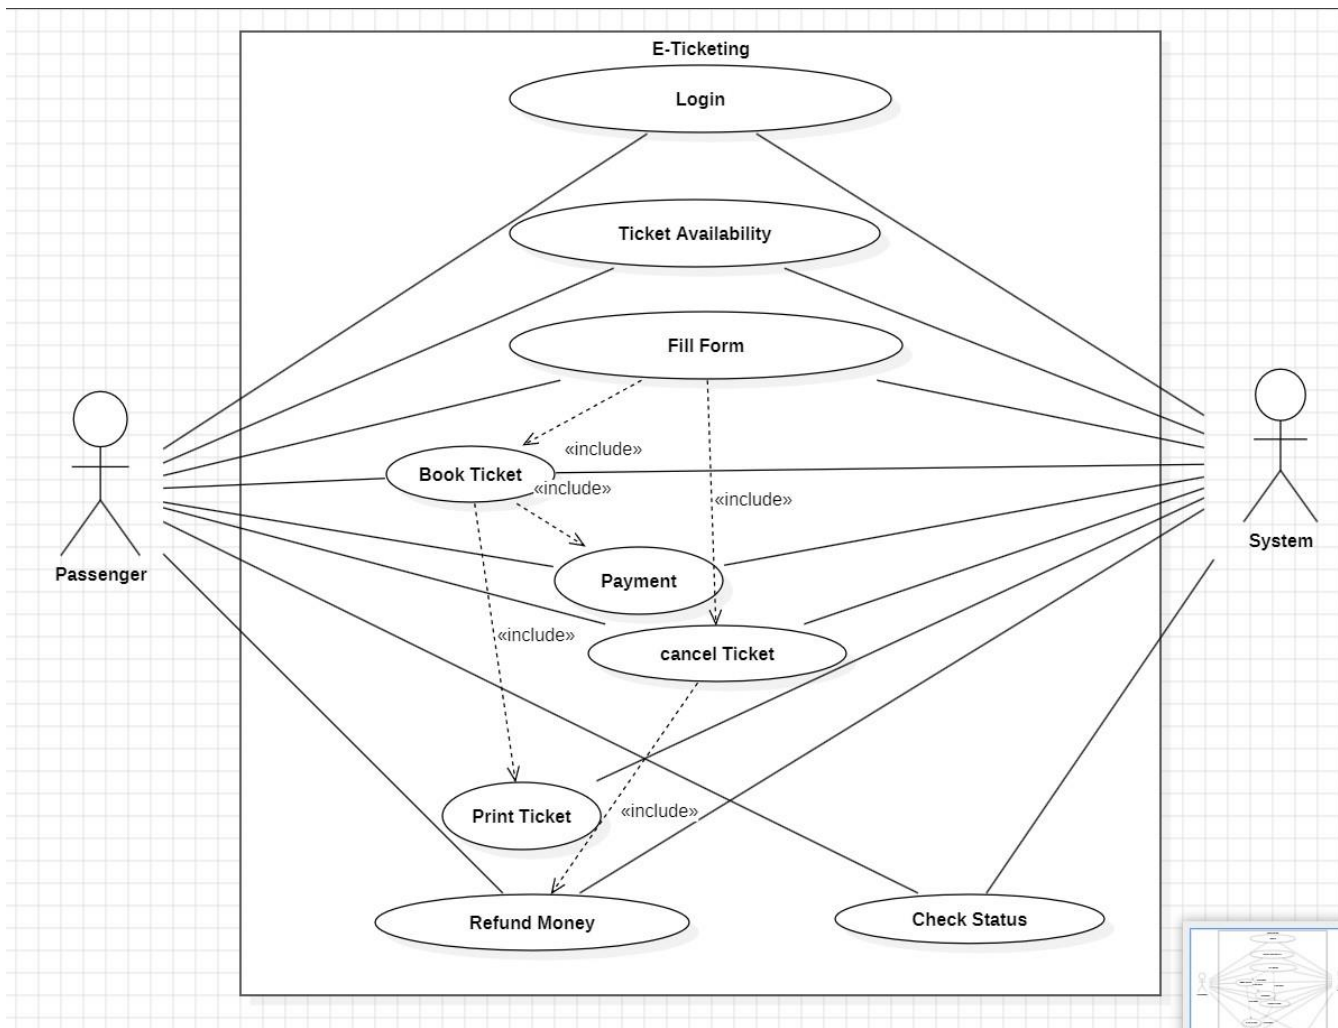 E-Ticketing
Login
Ticket Availability
Fill Form
«include»
Book Ticket
«include»
«include»
Passenger
System
Payment
«include»
cancel Ticket
«include»
Print Ticket
Refund Money
Check Status